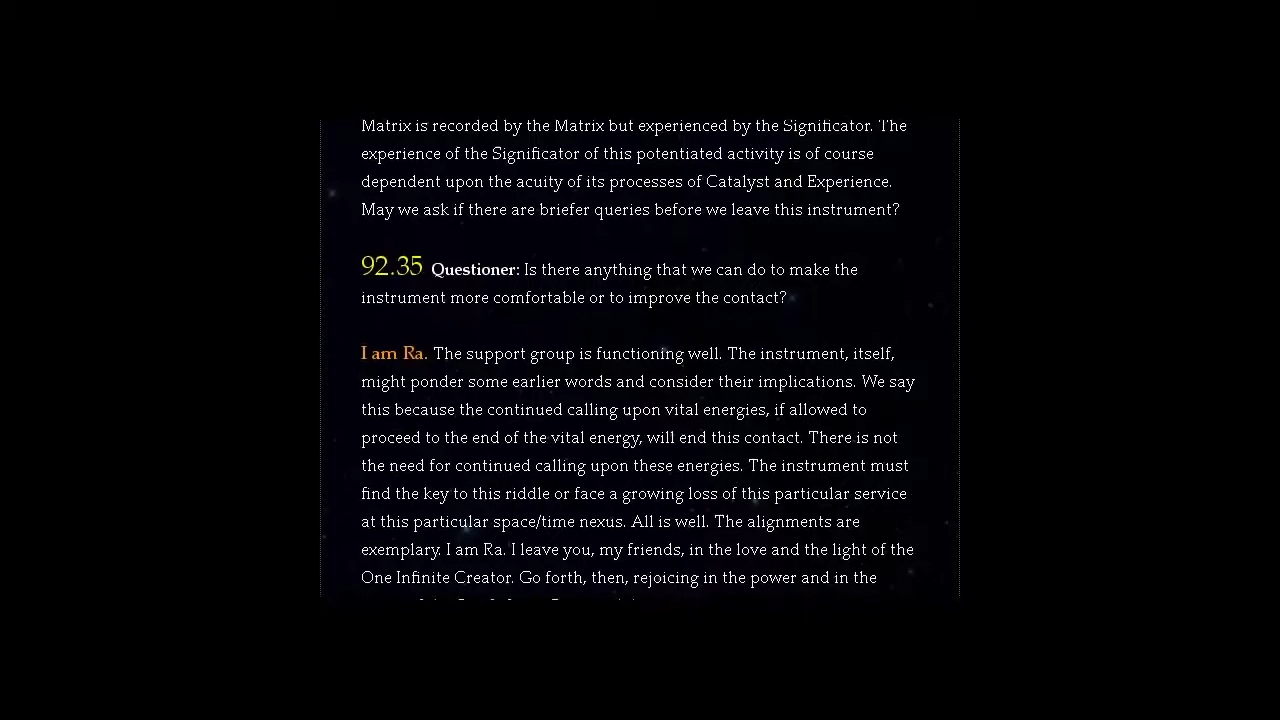 Matrix is recorded by the Matrix but experienced by the Significator. The
experience of the Significator of this potentiated activity is of course
dependent upon the acuity of its processes of Catalyst and Experience.
May we ask if there are briefer queries before we leave this instrument?
92.35 Questioner: Is there anything that we can do to make the
instrument more comfortable or to improve the contact?
I am Ra. The support group is functioning well. The instrument, itself,
might ponder some earlier words and consider their implications. We say
this because the continued calling upon vital energies, if allowed to
proceed to the end of the vital energy, will end this contact. There is not
the need for continued calling upon these energies. The instrument must
find the key to this riddle or face a growing loss of this particular service
at this particular space/time nexus. All is well. The alignments are
exemplary. I am Ra. I leave you, my friends, in the love and the light of the
One Infinite Creator. Go forth, then, rejoicing in the power and in the